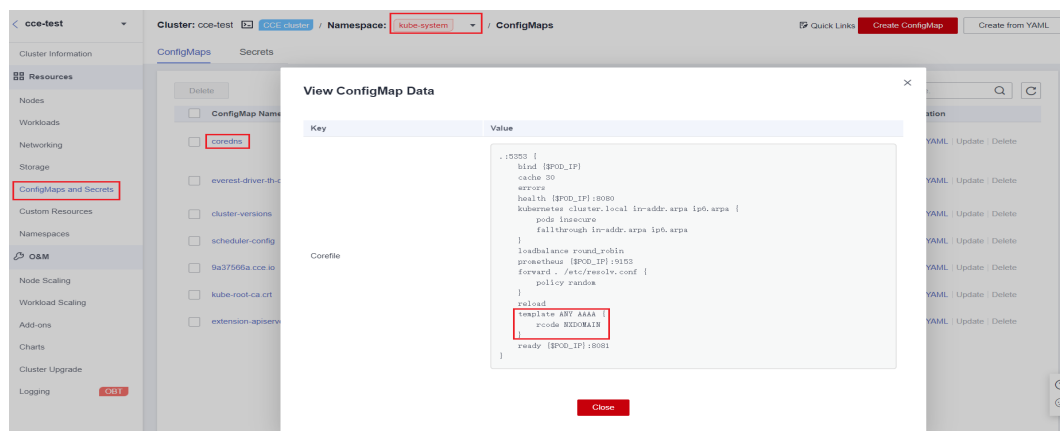 cce-test
Cluster: cce-test CCE cluster / Namespace: kube-system / ConfigMaps
Quick Links
Create ConfigMap
Create from YAML
Cluster Information
ConfigMaps
Secrets
Resources
Nodes
Workloads
Networking
Storage
ConfigMaps and Secrets
Custom Resources
Namespaces
O&M
Node Scaling
Workload Scaling
Add-ons
Charts
Cluster Upgrade
Logging
OBT
Delete
ConfigMap Name
coredns
YAML | Update | Delete
everest-driver-th-c
YAML | Update | Delete
cluster-versions
YAML | Update | Delete
scheduler-config
YAML | Update | Delete
9a37566a.cce.io
YAML | Update | Delete
kube-root-ca.crt
YAML | Update | Delete
extension-apiserve
YAML | Update | Delete
View ConfigMap Data
Key
Value
Corefile
.:5353 {
bind {$POD_IP}
cache 30
errors
health {$POD_IP}:8080
kubernetes cluster.local in-addr.arpa ip6.arpa {
pods insecure
fallthrough in-addr.arpa ip6.arpa
}
loadbalance round_robin
prometheus {$POD_IP}:9153
forward . /etc/resolv.conf {
policy random
}
reload
template ANY AAAA {
rcode NXDOMAIN
}
ready {$POD_IP}:8081
}
Close